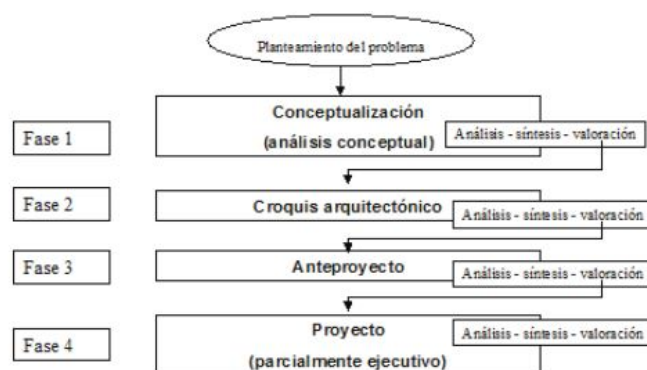 Planteamiento del problema
Conceptualización
(análisis conceptual)
Análisis - síntesis - valoración
Fase 1
Fase 2
Croquis arquitectónico
Análisis - síntesis - valoración
Fase 3
Anteproyecto
Análisis - síntesis - valoración
Fase 4
Proyecto
(parcialmente ejecutivo)
Análisis - síntesis - valoración